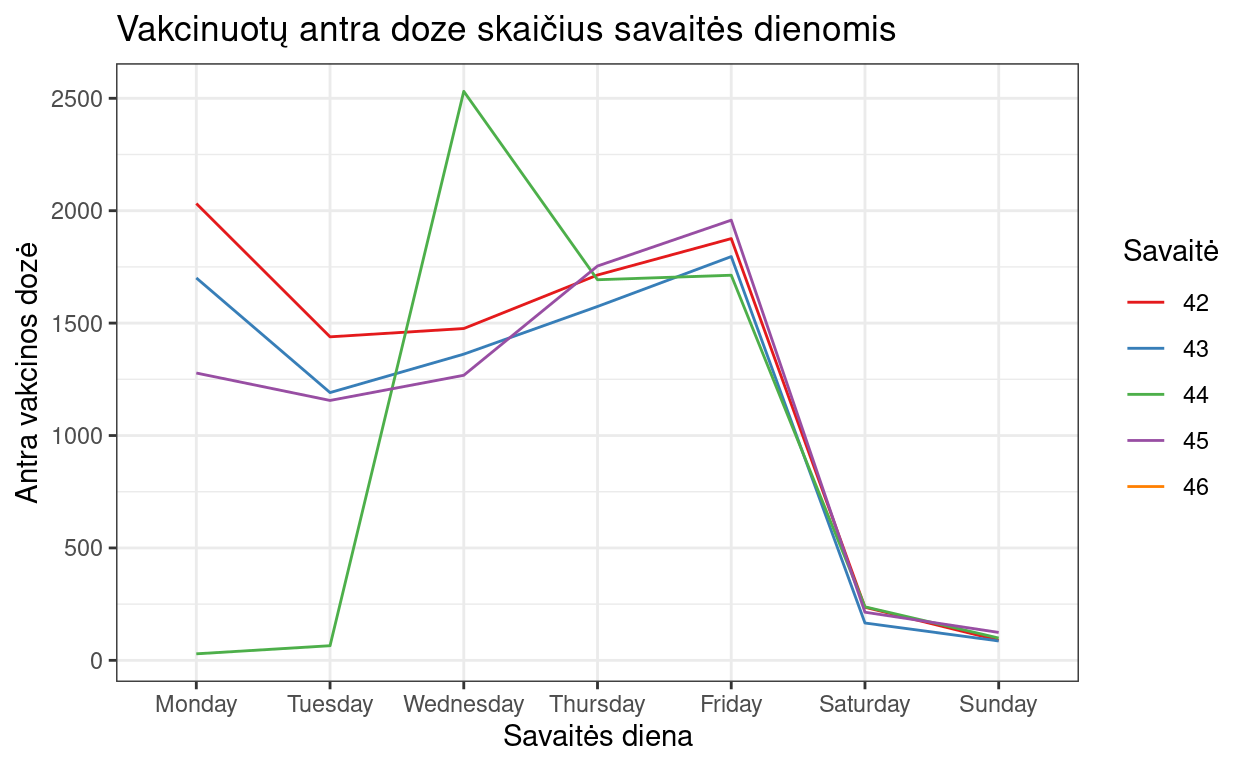 Vakcinuotų antra doze skaičius savaitės dienomis
Antra vakcinos dozė
2500
2000
1500
1000
500
0
Monday Tuesday Wednesday Thursday Friday Saturday Sunday
Savaitės diena
Savaitė
42
43
44
45
46